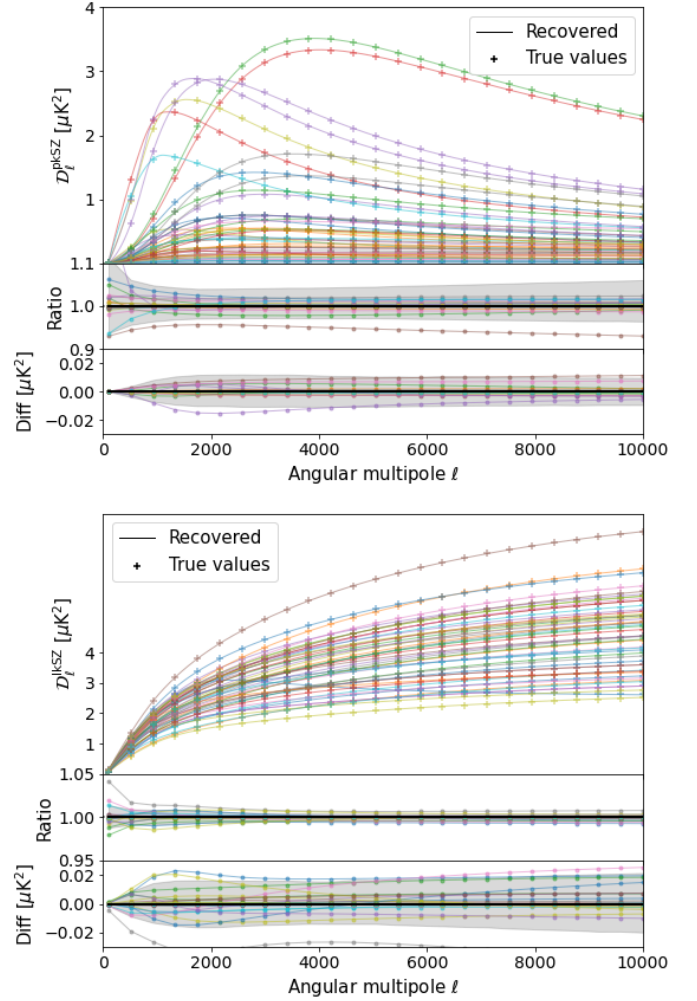 4
3
2
1
𝒟ℓ^pkSZ [μK²]
Recovered
True values
1.1
1.0
0.9
Ratio
0.02
0.00
−0.02
Diff [μK²]
0 2000 4000 6000 8000 10000
Angular multipole ℓ
Recovered
True values
𝒟ℓ^lkSZ [μK²]
4
3
2
1
1.05
1.00
0.95
Ratio
0.02
0.00
−0.02
Diff [μK²]
0 2000 4000 6000 8000 10000
Angular multipole ℓ